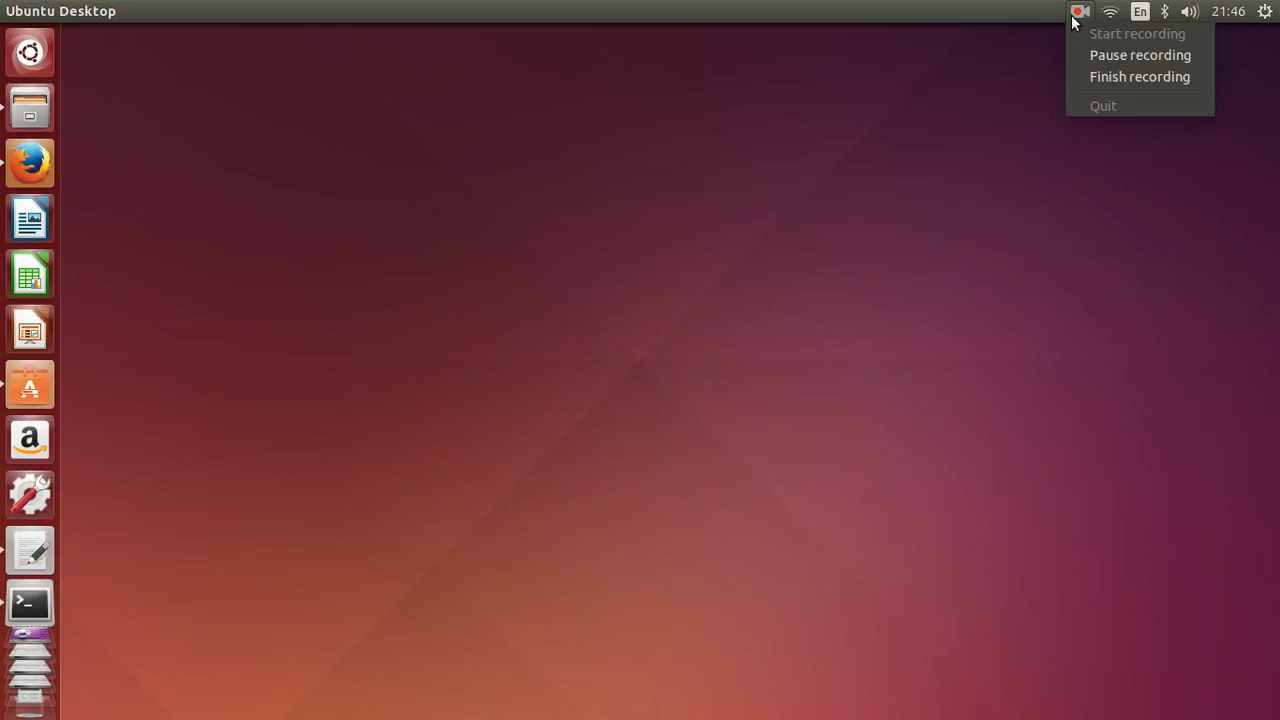 Ubuntu Desktop
En
21:46
Start recording
Pause recording
Finish recording
Quit
A
a
>_